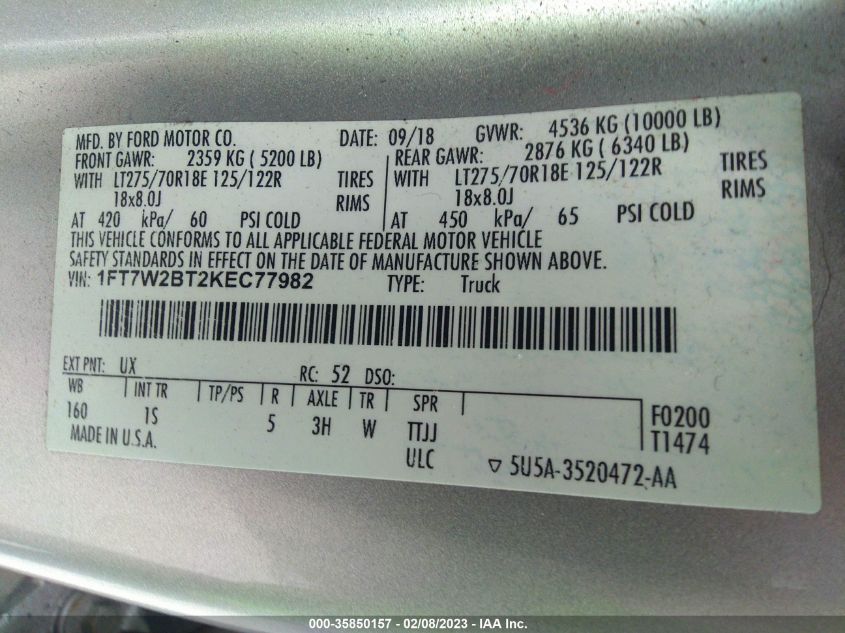 MFD. BY FORD MOTOR CO. DATE: 09/18 GVWR: 4536 KG (10000 LB)
FRONT GAWR: 2359 KG ( 5200 LB) REAR GAWR: 2876 KG ( 6340 LB)
WITH LT275/70R18E 125/122R TIRES WITH LT275/70R18E 125/122R TIRES
18x8.0J RIMS 18x8.0J RIMS
AT 420 kPa/ 60 PSI COLD AT 450 kPa/ 65 PSI COLD
THIS VEHICLE CONFORMS TO ALL APPLICABLE FEDERAL MOTOR VEHICLE
SAFETY STANDARDS IN EFFECT ON THE DATE OF MANUFACTURE SHOWN ABOVE.
VIN: 1FT7W2BT2KEC77982 TYPE: Truck
EXT PNT: UX RC: 52 DSO:
WB INT TR TP/PS R AXLE TR SPR
160 1S 5 3H W TTJJ F0200
MADE IN U.S.A. ULC T1474
5U5A-3520472-AA
000-35850157 - 02/08/2023 - IAA Inc.